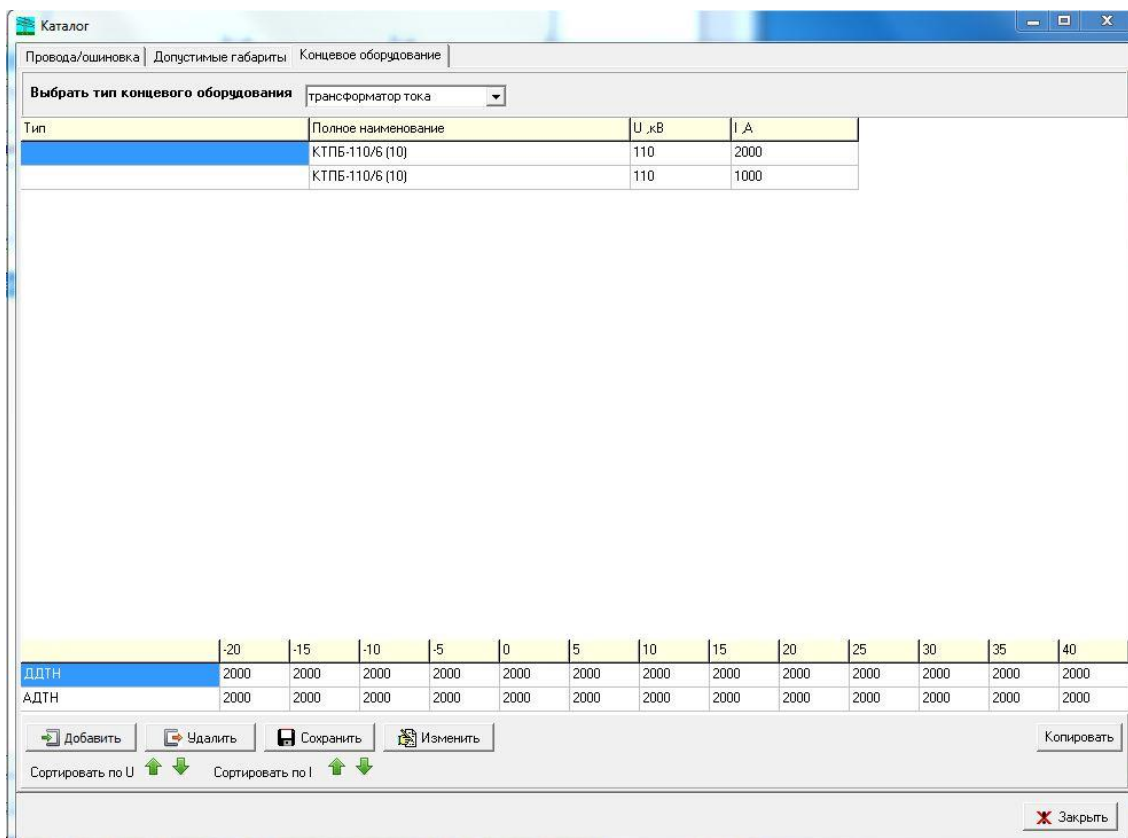 Каталог
Провода/ошиновка Допустимые габариты Концевое оборудование
Выбрать тип концевого оборудования трансформатор тока
Тип Полное наименование U ,кВ I ,А
КТПБ-110/6 (10) 110 2000
КТПБ-110/6 (10) 110 1000
-20 -15 -10 -5 0 5 10 15 20 25 30 35 40
ДДТН 2000 2000 2000 2000 2000 2000 2000 2000 2000 2000 2000 2000 2000
АДТН 2000 2000 2000 2000 2000 2000 2000 2000 2000 2000 2000 2000 2000
Добавить Удалить Сохранить Изменить Копировать
Сортировать по U Сортировать по I
Закрыть